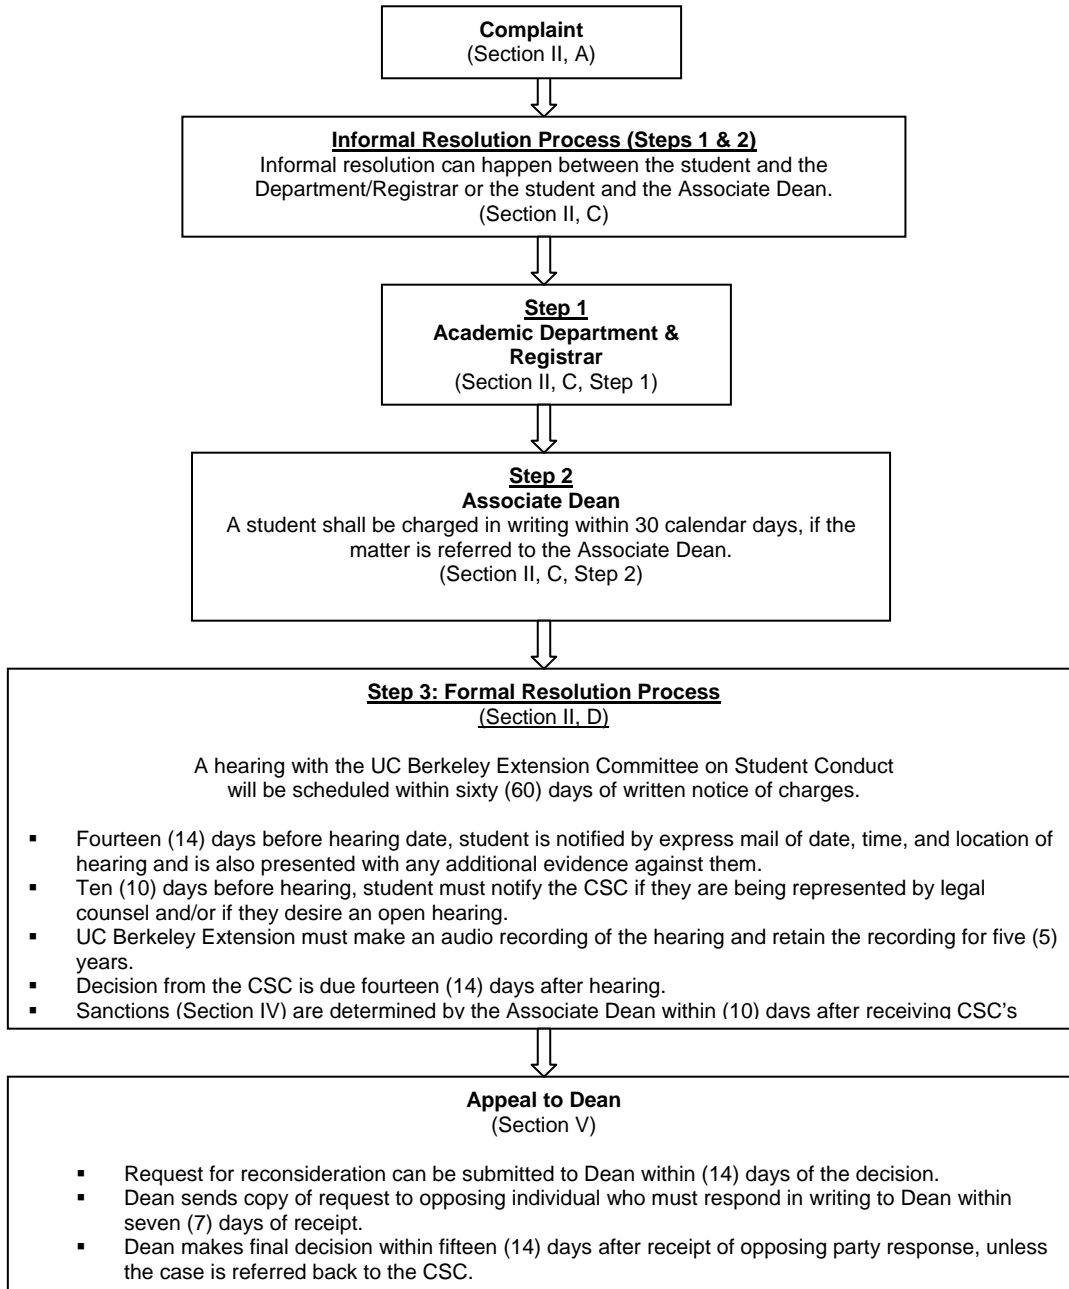 Complaint
(Section II, A)
Informal Resolution Process (Steps 1 & 2)
Informal resolution can happen between the student and the
Department/Registrar or the student and the Associate Dean.
(Section II, C)
Step 1
Academic Department &
Registrar
(Section II, C, Step 1)
Step 2
Associate Dean
A student shall be charged in writing within 30 calendar days, if the
matter is referred to the Associate Dean.
(Section II, C, Step 2)
Step 3: Formal Resolution Process
(Section II, D)
A hearing with the UC Berkeley Extension Committee on Student Conduct
will be scheduled within sixty (60) days of written notice of charges.
▪ Fourteen (14) days before hearing date, student is notified by express mail of date, time, and location of
hearing and is also presented with any additional evidence against them.
▪ Ten (10) days before hearing, student must notify the CSC if they are being represented by legal
counsel and/or if they desire an open hearing.
▪ UC Berkeley Extension must make an audio recording of the hearing and retain the recording for five (5)
years.
▪ Decision from the CSC is due fourteen (14) days after hearing.
▪ Sanctions (Section IV) are determined by the Associate Dean within (10) days after receiving CSC's
Appeal to Dean
(Section V)
▪ Request for reconsideration can be submitted to Dean within (14) days of the decision.
▪ Dean sends copy of request to opposing individual who must respond in writing to Dean within
seven (7) days of receipt.
▪ Dean makes final decision within fifteen (14) days after receipt of opposing party response, unless
the case is referred back to the CSC.